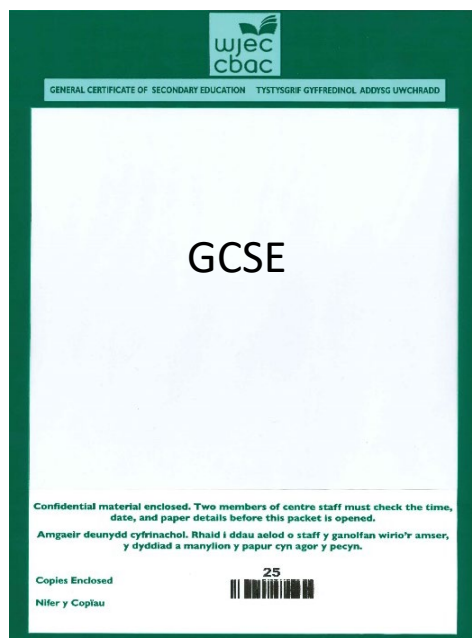 wjec
cbac
GENERAL CERTIFICATE OF SECONDARY EDUCATION TYSTYSGRIF GYFFREDINOL ADDYSG UWCHRADD
GCSE
Confidential material enclosed. Two members of centre staff must check the time,
date, and paper details before this packet is opened.
Amgaeir deunydd cyfrinachol. Rhaid i ddau aelod o staff y ganolfan wirio'r amser,
y dyddiad a manylion y papur cyn agor y pecyn.
25
Copies Enclosed
Nifer y Copïau